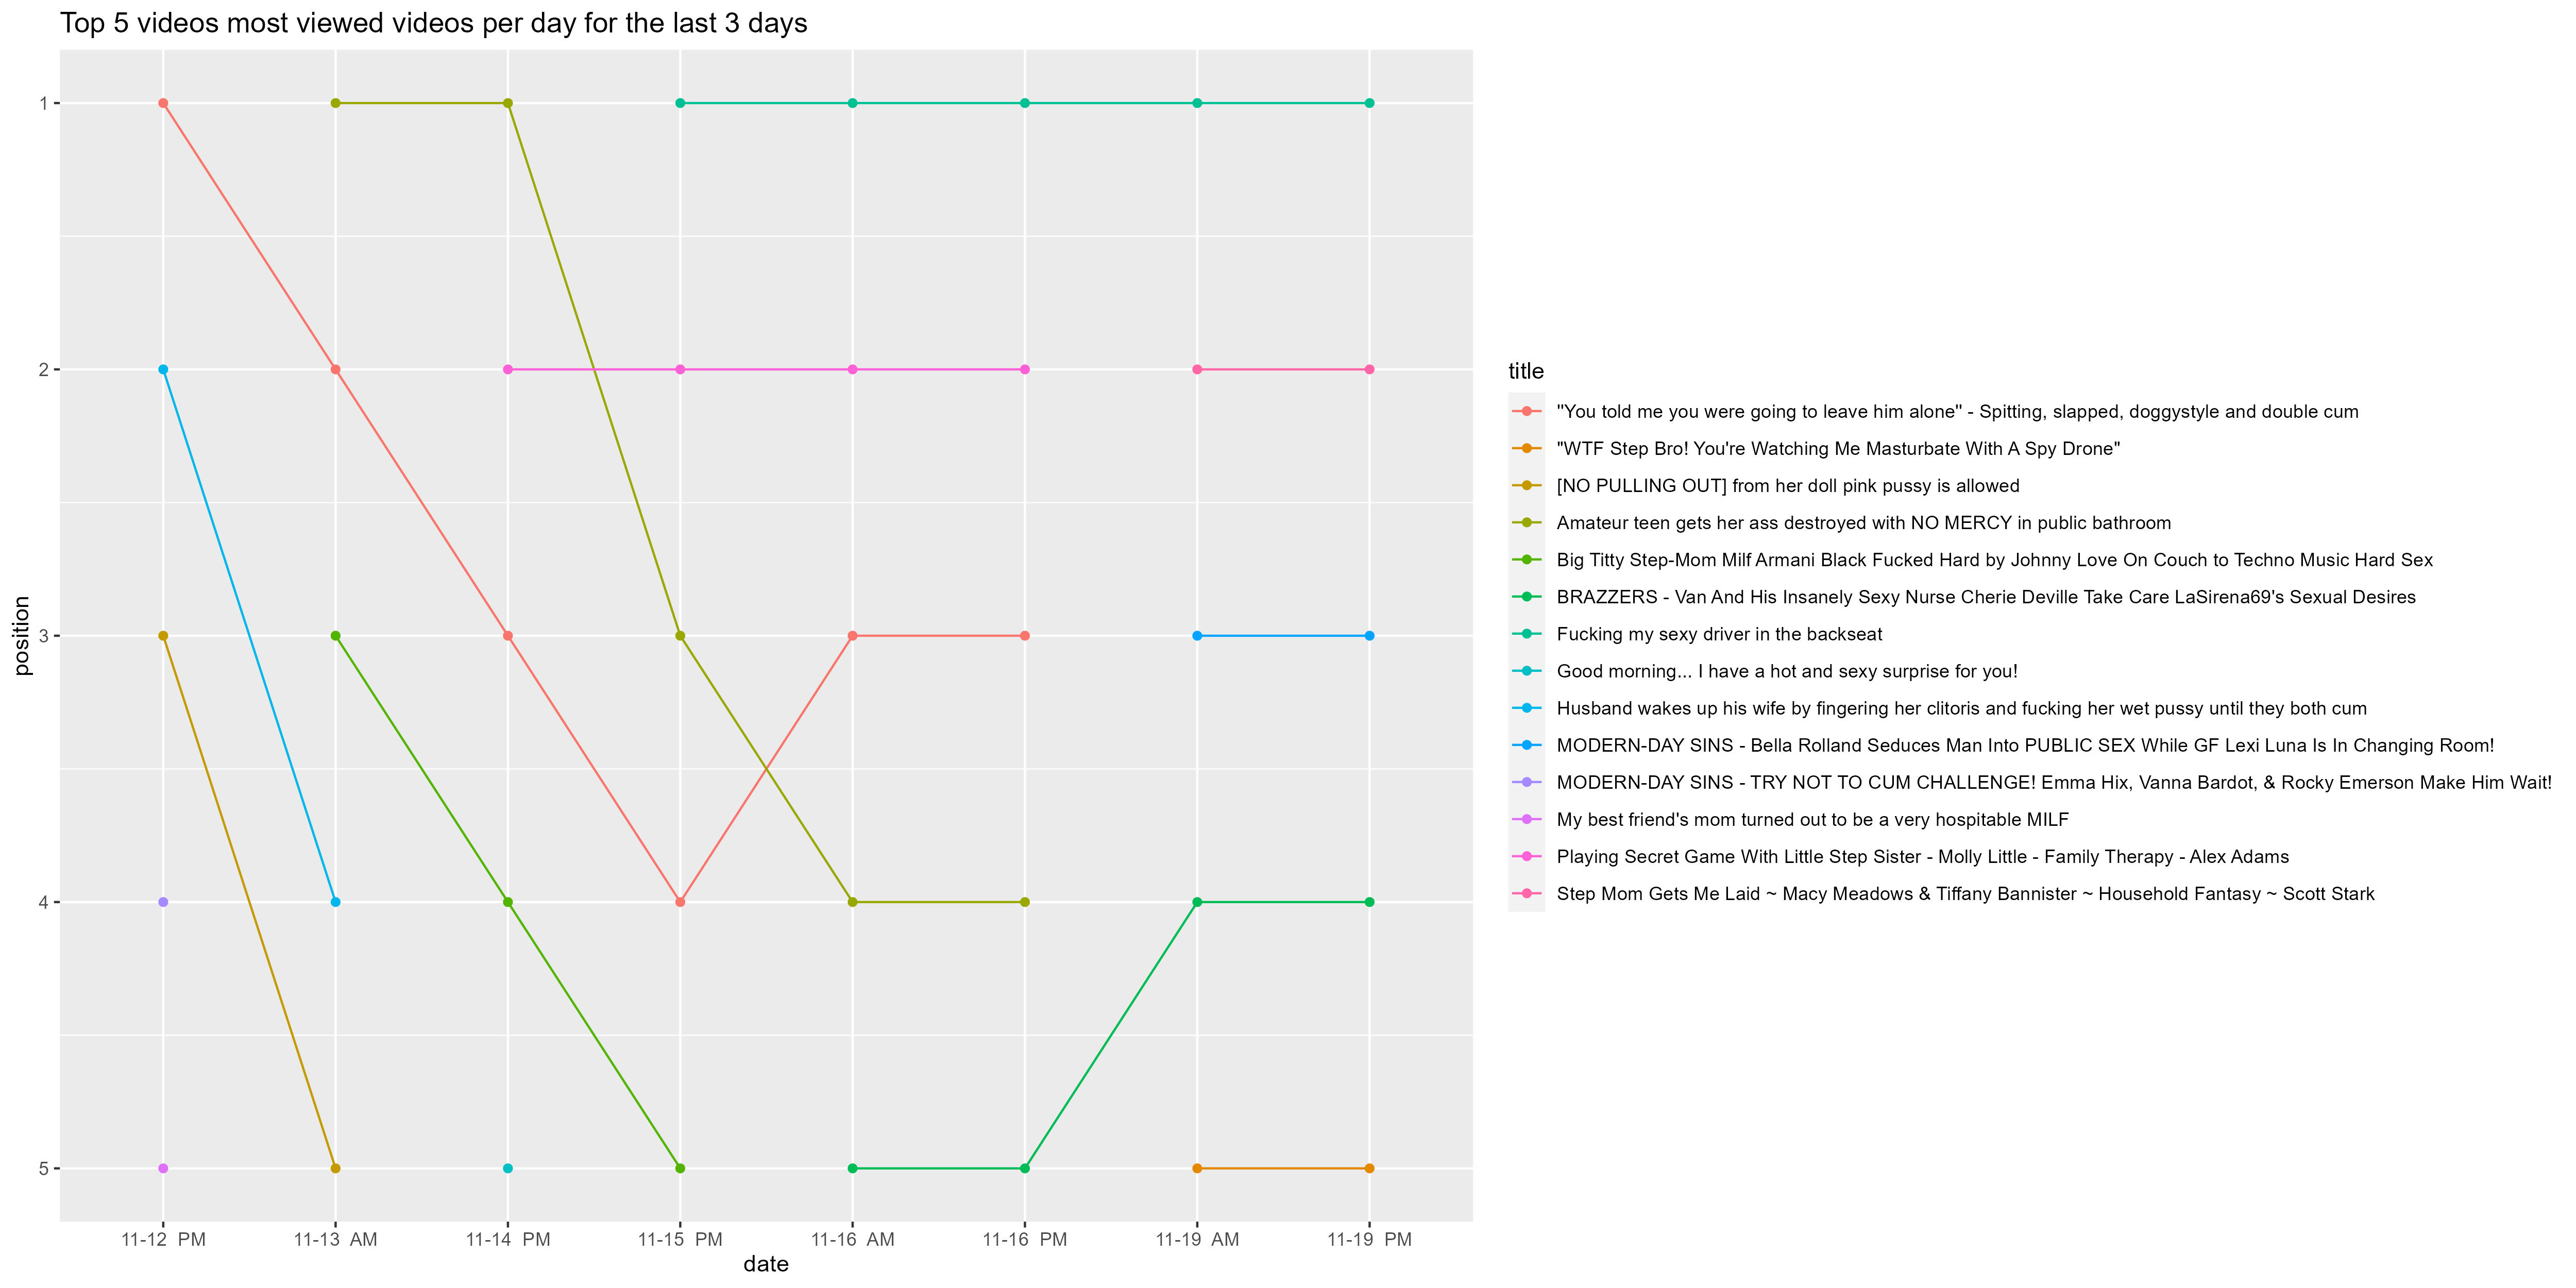 Top 5 videos most viewed videos per day for the last 3 days
position
1
2
3
4
5
11-12 PM
11-13 AM
11-14 PM
11-15 PM
11-16 AM
11-16 PM
11-19 AM
11-19 PM
date
title
"You told me you were going to leave him alone" - Spitting, slapped, doggystyle and double cum
"WTF Step Bro! You're Watching Me Masturbate With A Spy Drone"
[NO PULLING OUT] from her doll pink pussy is allowed
Amateur teen gets her ass destroyed with NO MERCY in public bathroom
Big Titty Step-Mom Milf Armani Black Fucked Hard by Johnny Love On Couch to Techno Music Hard Sex
BRAZZERS - Van And His Insanely Sexy Nurse Cherie Deville Take Care LaSirena69's Sexual Desires
Fucking my sexy driver in the backseat
Good morning... I have a hot and sexy surprise for you!
Husband wakes up his wife by fingering her clitoris and fucking her wet pussy until they both cum
MODERN-DAY SINS - Bella Rolland Seduces Man Into PUBLIC SEX While GF Lexi Luna Is In Changing Room!
MODERN-DAY SINS - TRY NOT TO CUM CHALLENGE! Emma Hix, Vanna Bardot, & Rocky Emerson Make Him Wait!
My best friend's mom turned out to be a very hospitable MILF
Playing Secret Game With Little Step Sister - Molly Little - Family Therapy - Alex Adams
Step Mom Gets Me Laid ~ Macy Meadows & Tiffany Bannister ~ Household Fantasy ~ Scott Stark